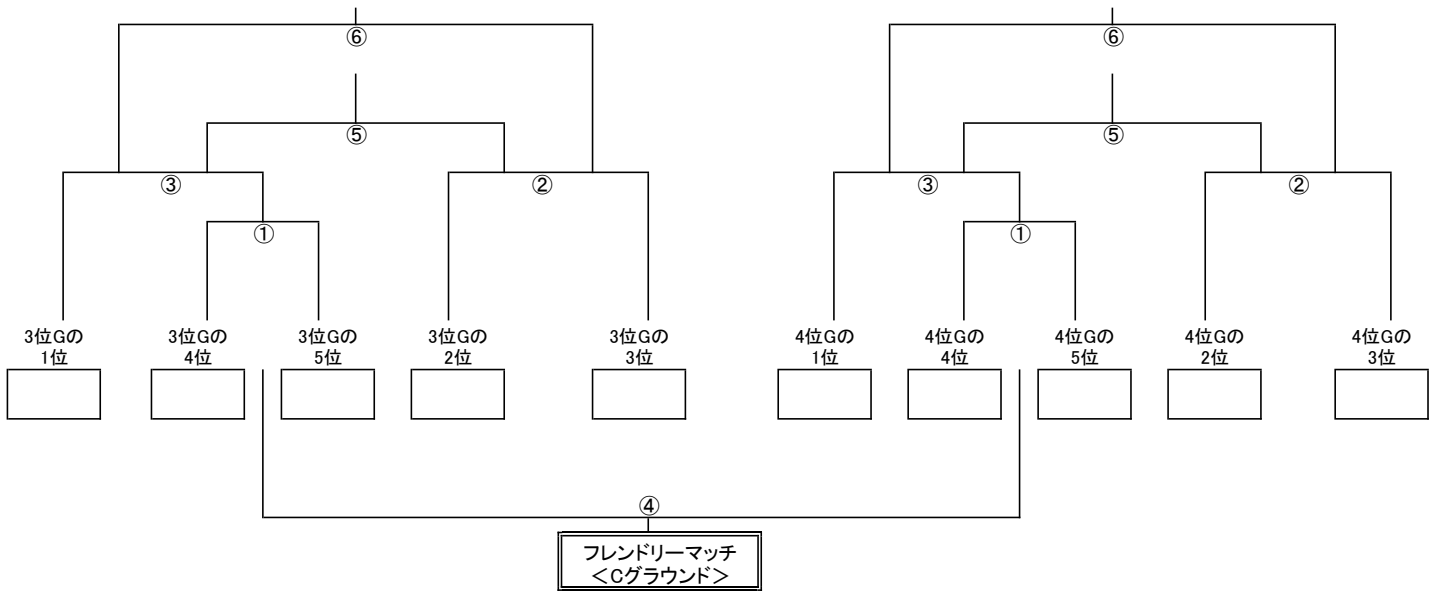 ⑥ ⑥
⑤ ⑤
③ ② ③ ②
① ①
3位Gの 3位Gの 3位Gの 3位Gの 3位Gの 4位Gの 4位Gの 4位Gの 4位Gの 4位Gの
1位 4位 5位 2位 3位 1位 4位 5位 2位 3位
④
フレンドリーマッチ
＜Cグラウンド＞